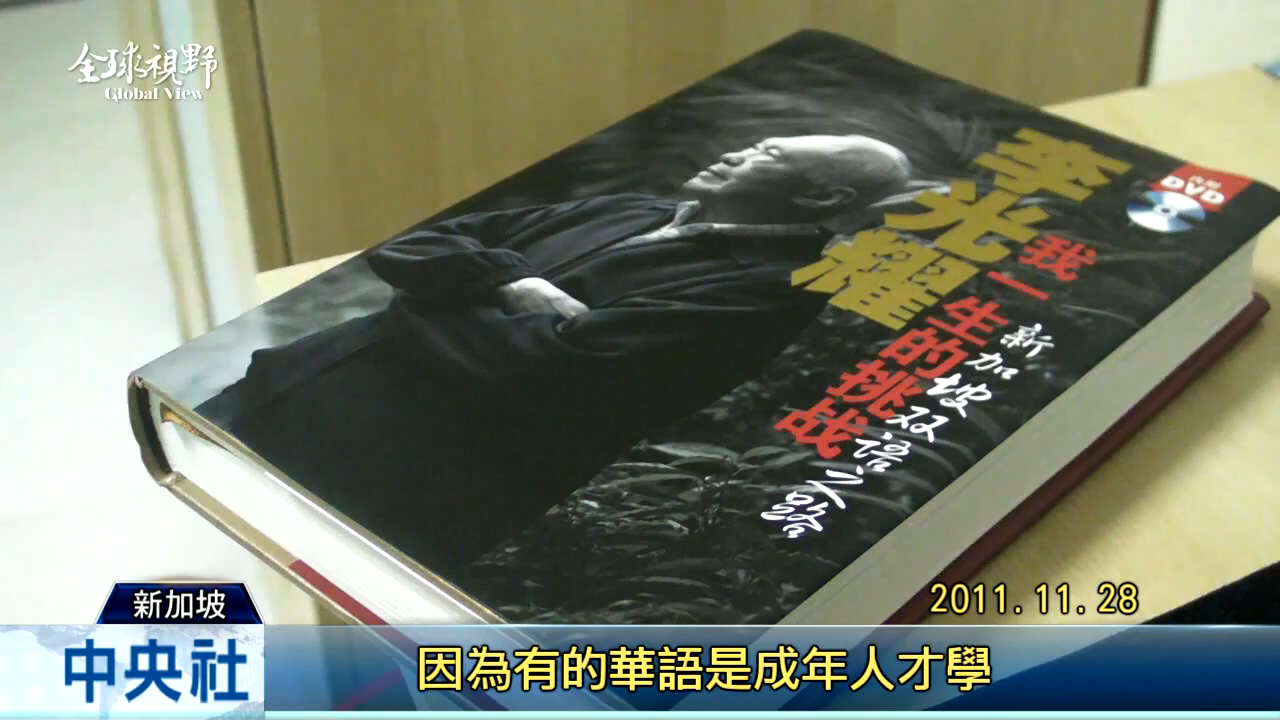 全球視野
Global View
内附
DVD
李光耀
我一生的挑战
新加坡双语之路
2011.11.28
新加坡
中央社
因為有的華語是成年人才學